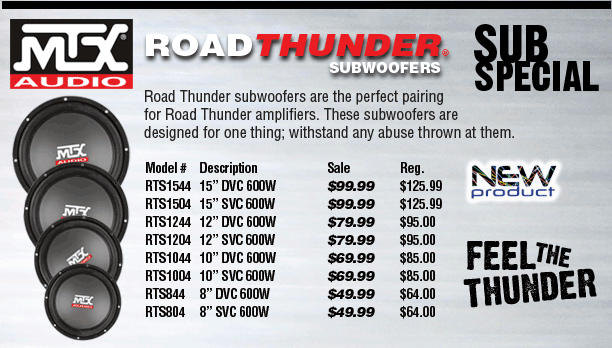 MTX
AUDIO
ROAD THUNDER®
SUBWOOFERS
SUB
SPECIAL
Road Thunder subwoofers are the perfect pairing
for Road Thunder amplifiers. These subwoofers are
designed for one thing; withstand any abuse thrown at them.
Model # Description Sale Reg.
RTS1544 15” DVC 600W $99.99 $125.99
RTS1504 15” SVC 600W $99.99 $125.99
RTS1244 12” DVC 600W $79.99 $95.00
RTS1204 12” SVC 600W $79.99 $95.00
RTS1044 10” DVC 600W $69.99 $85.00
RTS1004 10” SVC 600W $69.99 $85.00
RTS844 8” DVC 600W $49.99 $64.00
RTS804 8” SVC 600W $49.99 $64.00
NEW
product
FEEL THE
THUNDER
MTX
AUDIO
MTX
MTX
MTX